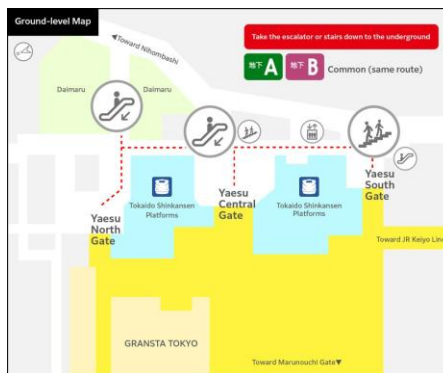 Ground-level Map
Toward Nihombashi
Take the escalator or stairs down to the underground
地下 A
地下 B
Common (same route)
Daimaru
Daimaru
Tokaido Shinkansen
Platforms
Yaesu
Central
Gate
Tokaido Shinkansen
Platforms
Yaesu
South
Gate
Yaesu
North
Gate
Toward JR Keiyo Line
GRANSTA TOKYO
Toward Marunouchi Gate▼